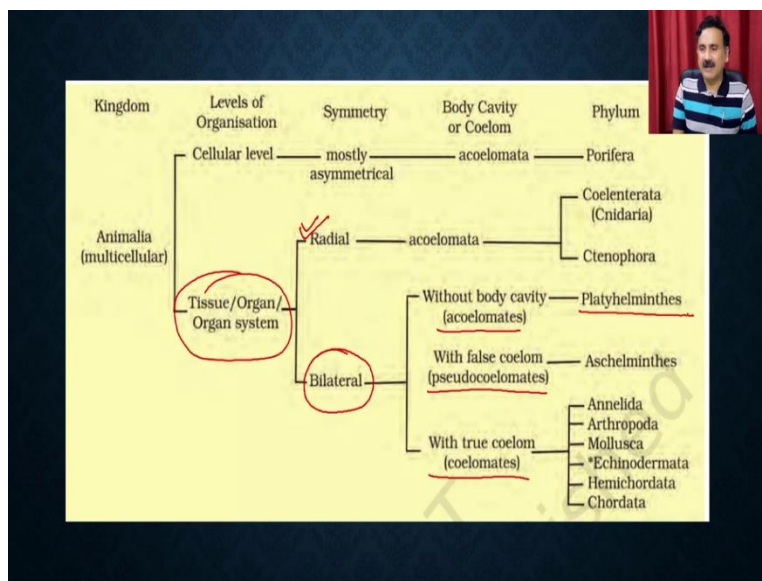 Kingdom
Levels of
Organisation
Symmetry
Body Cavity
or Coelom
Phylum
Cellular level
mostly
asymmetrical
acoelomata
Porifera
Animalia
(multicellular)
Radial
acoelomata
Coelenterata
(Cnidaria)
Ctenophora
Tissue/Organ/
Organ system
Bilateral
Without body cavity
(acoelomates)
Platyhelminthes
With false coelom
(pseudocoelomates)
Aschelminthes
With true coelom
(coelomates)
Annelida
Arthropoda
Mollusca
*Echinodermata
Hemichordata
Chordata